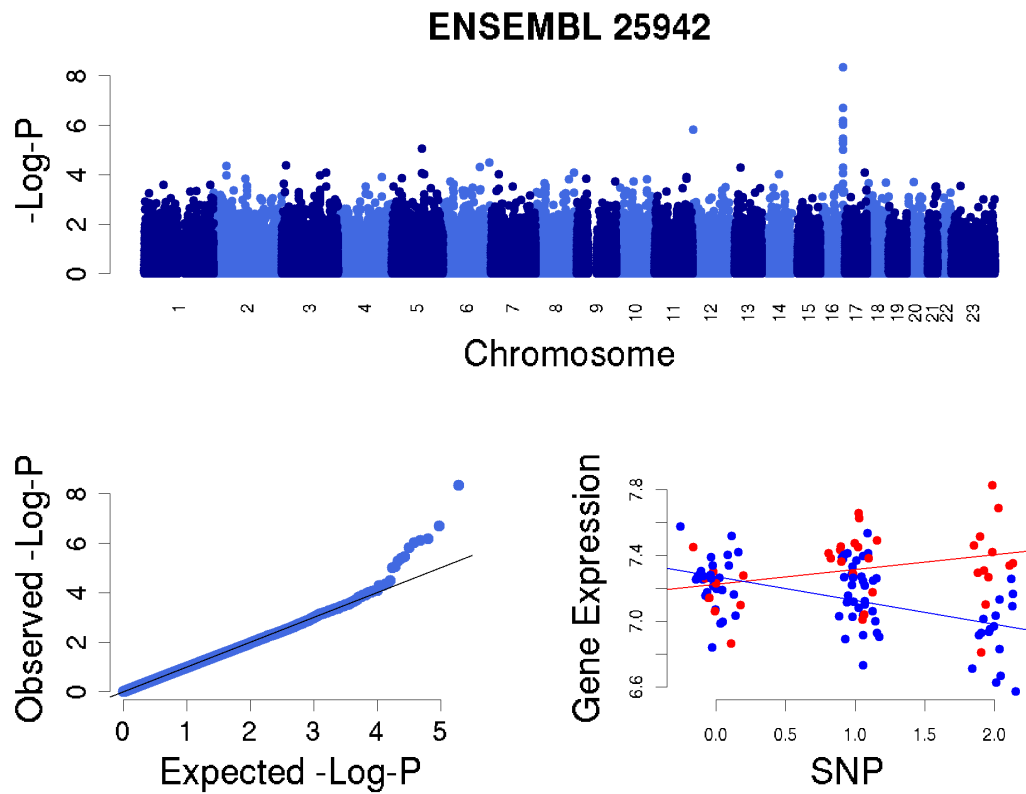 ENSEMBL 25942
-Log-P
8
6
4
2
0
1 2 3 4 5 6 7 8 9 10 11 12 13 14 15 16 17 18 19 20 21 22 23
Chromosome
Observed -Log-P
8
6
4
2
0
0 1 2 3 4 5
Expected -Log-P
Gene Expression
7.8
7.4
7.0
6.6
0.0 0.5 1.0 1.5 2.0
SNP